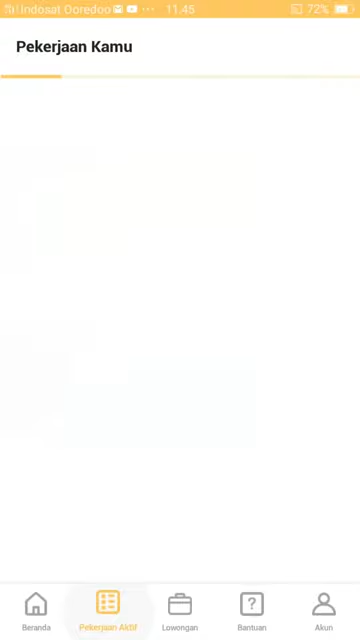 Indosat Ooredoo ... 11.45 72%
Pekerjaan Kamu
Beranda Pekerjaan Aktif Lowongan Bantuan Akun